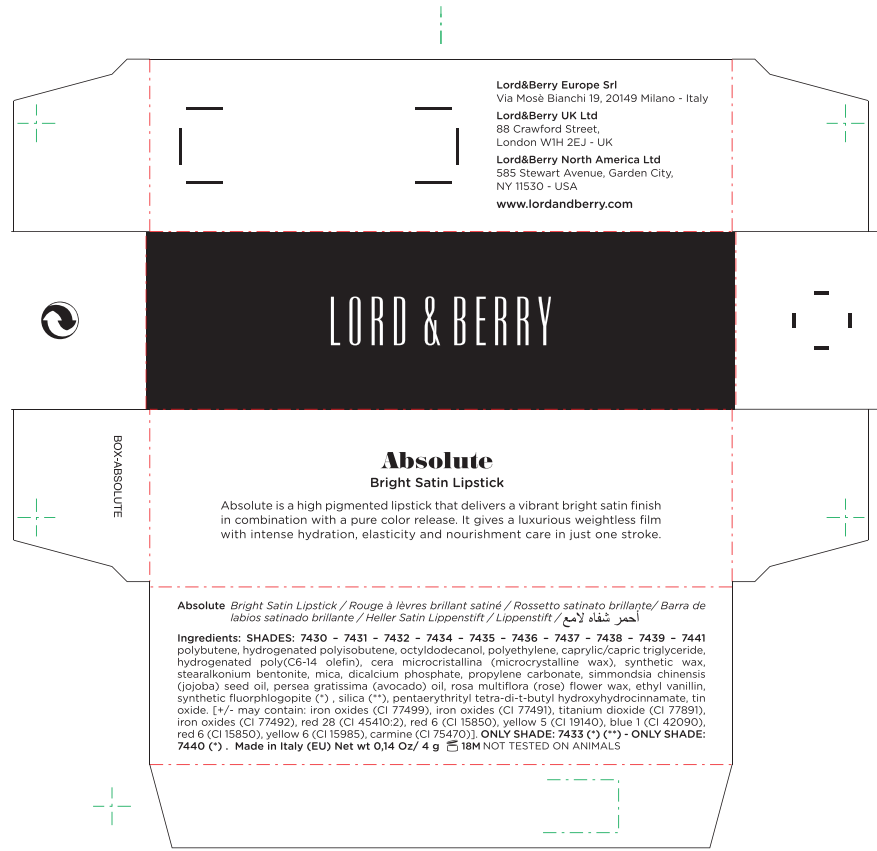 Lord&Berry Europe Srl
Via Mosè Bianchi 19, 20149 Milano - Italy
Lord&Berry UK Ltd
88 Crawford Street,
London W1H 2EJ - UK
Lord&Berry North America Ltd
585 Stewart Avenue, Garden City,
NY 11530 - USA
www.lordandberry.com
LORD & BERRY
BOX-ABSOLUTE
Absolute
Bright Satin Lipstick
Absolute is a high pigmented lipstick that delivers a vibrant bright satin finish
in combination with a pure color release. It gives a luxurious weightless film
with intense hydration, elasticity and nourishment care in just one stroke.
Absolute Bright Satin Lipstick / Rouge à lèvres brillant satiné / Rossetto satinato brillante/ Barra de
labios satinado brillante / Heller Satin Lippenstift / Lippenstift / أحمر شفاه لامع
Ingredients: SHADES: 7430 – 7431 – 7432 – 7434 – 7435 – 7436 – 7437 – 7438 – 7439 – 7441
polybutene, hydrogenated polyisobutene, octyldodecanol, polyethylene, caprylic/capric triglyceride,
hydrogenated poly(C6-14 olefin), cera microcristallina (microcrystalline wax), synthetic wax,
stearalkonium bentonite, mica, dicalcium phosphate, propylene carbonate, simmondsia chinensis
(jojoba) seed oil, persea gratissima (avocado) oil, rosa multiflora (rose) flower wax, ethyl vanillin,
synthetic fluorphlogopite (*) , silica (**), pentaerythrityl tetra-di-t-butyl hydroxyhydrocinnamate, tin
oxide. [+/- may contain: iron oxides (CI 77499), iron oxides (CI 77491), titanium dioxide (CI 77891),
iron oxides (CI 77492), red 28 (CI 45410:2), red 6 (CI 15850), yellow 5 (CI 19140), blue 1 (CI 42090),
red 6 (CI 15850), yellow 6 (CI 15985), carmine (CI 75470)]. ONLY SHADE: 7433 (*) (**) - ONLY SHADE:
7440 (*) . Made in Italy (EU) Net wt 0,14 Oz/ 4 g 18M NOT TESTED ON ANIMALS